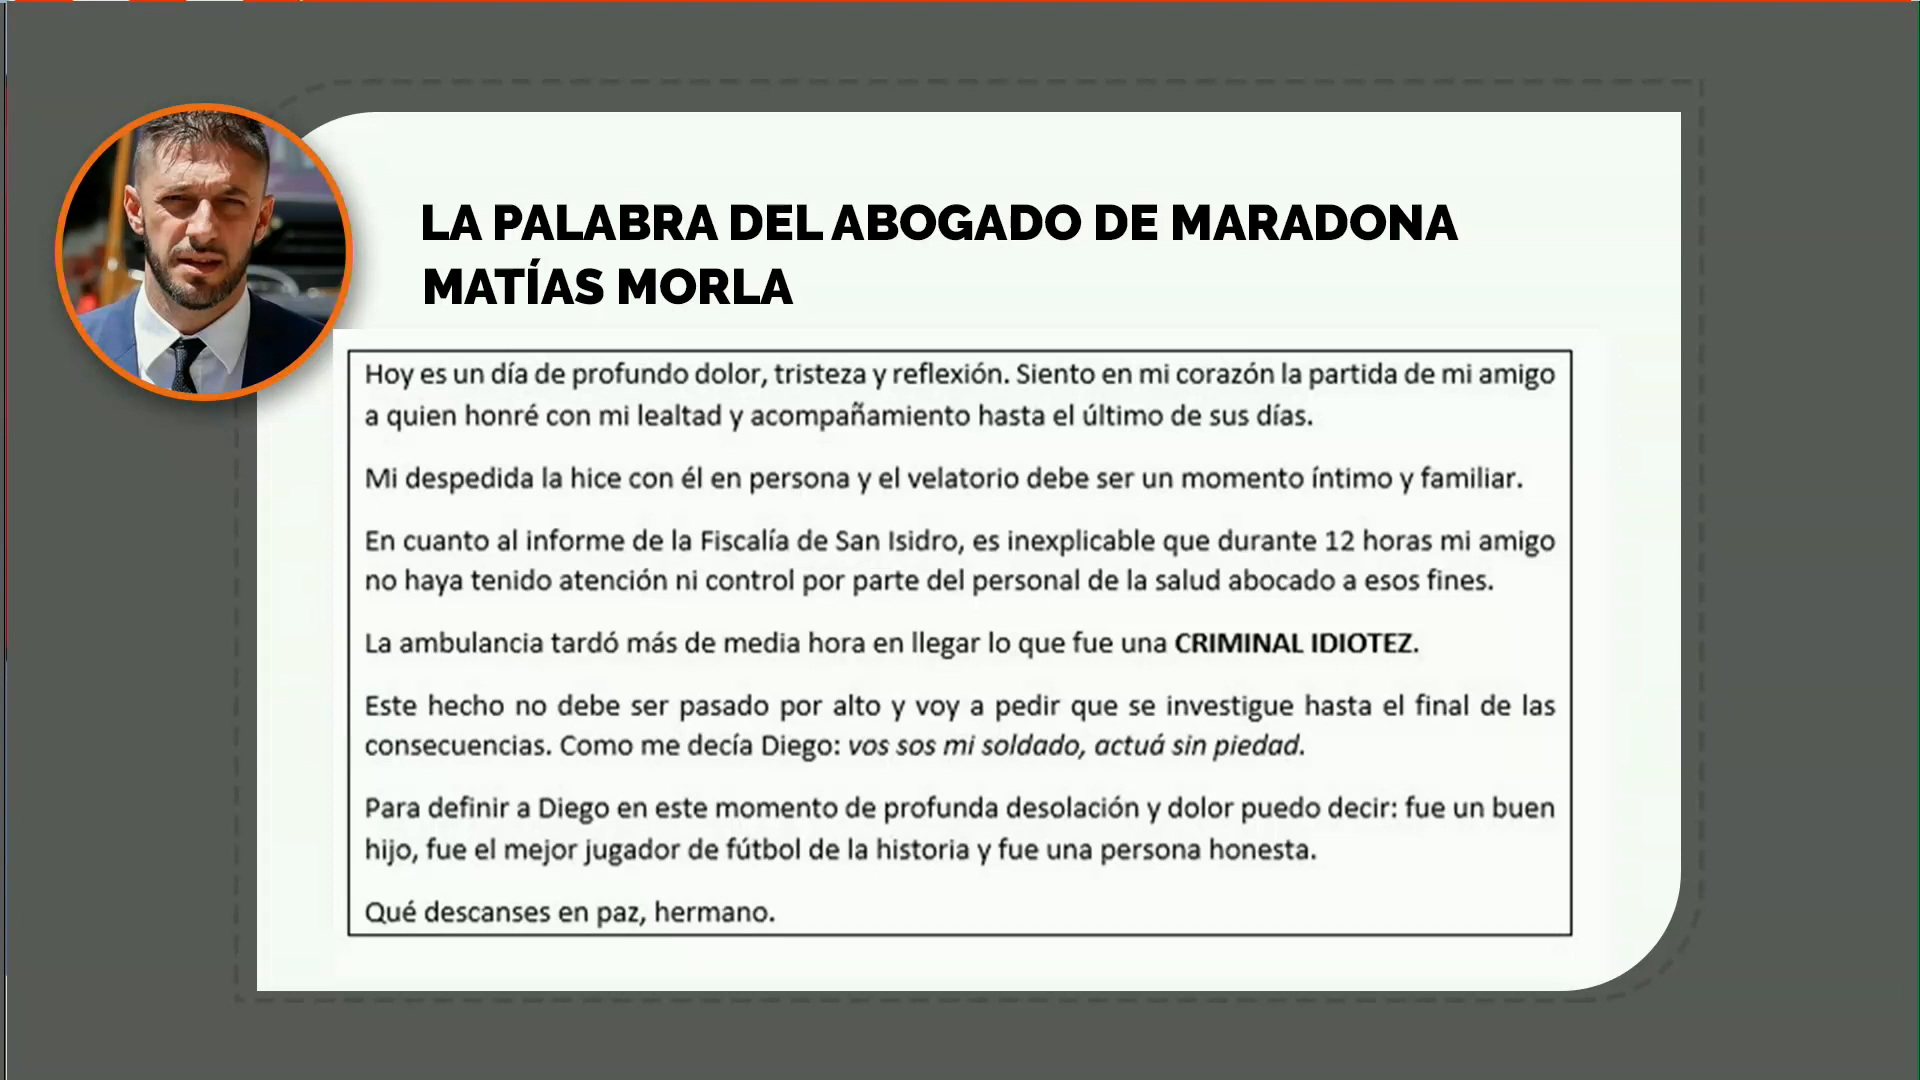 LA PALABRA DEL ABOGADO DE MARADONA
MATÍAS MORLA
Hoy es un día de profundo dolor, tristeza y reflexión. Siento en mi corazón la partida de mi amigo
a quien honré con mi lealtad y acompañamiento hasta el último de sus días.
Mi despedida la hice con él en persona y el velatorio debe ser un momento íntimo y familiar.
En cuanto al informe de la Fiscalía de San Isidro, es inexplicable que durante 12 horas mi amigo
no haya tenido atención ni control por parte del personal de la salud abocado a esos fines.
La ambulancia tardó más de media hora en llegar lo que fue una CRIMINAL IDIOTEZ.
Este hecho no debe ser pasado por alto y voy a pedir que se investigue hasta el final de las
consecuencias. Como me decía Diego: vos sos mi soldado, actuá sin piedad.
Para definir a Diego en este momento de profunda desolación y dolor puedo decir: fue un buen
hijo, fue el mejor jugador de fútbol de la historia y fue una persona honesta.
Qué descanses en paz, hermano.